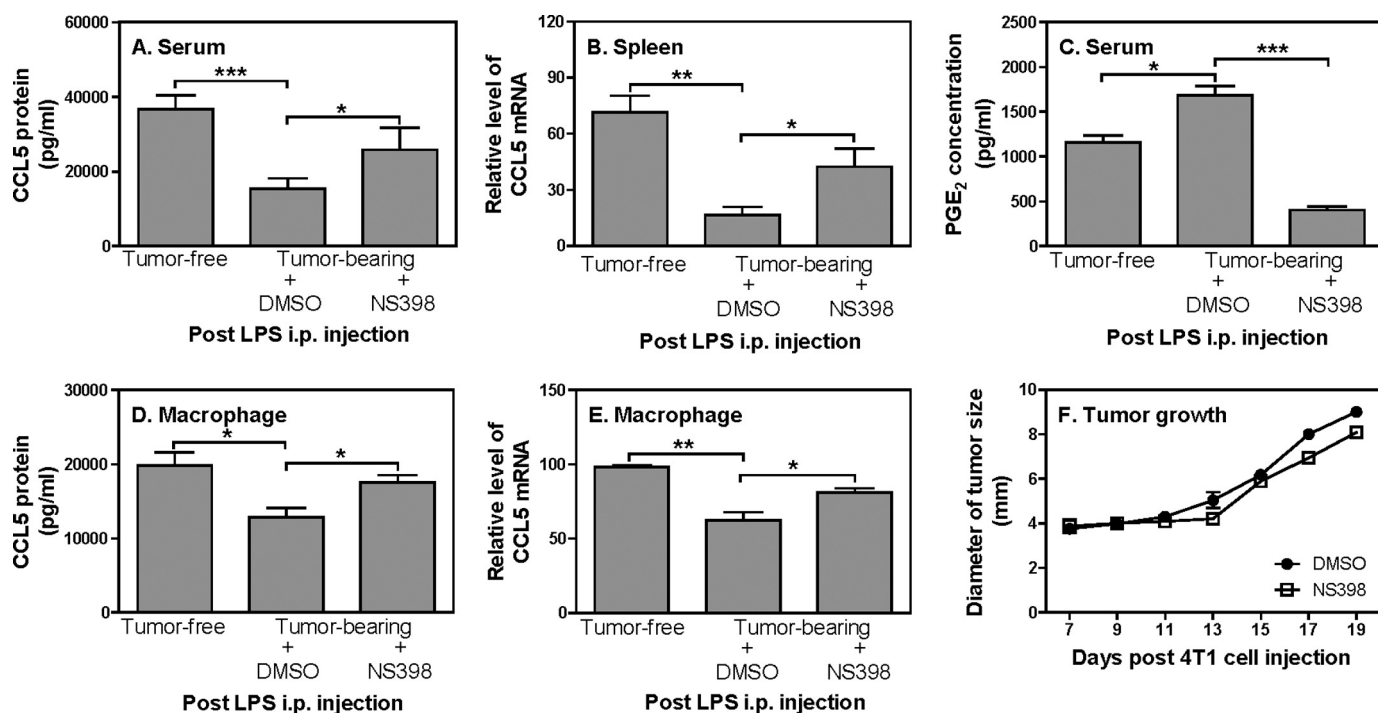 A. Serum
CCL5 protein
(pg/ml)
60000
40000
20000
0
***
*
Tumor-free
Tumor-bearing
+ +
DMSO NS398
Post LPS i.p. injection
B. Spleen
Relative level of
CCL5 mRNA
120
90
60
30
0
**
*
Tumor-free
Tumor-bearing
+ +
DMSO NS398
Post LPS i.p. injection
C. Serum
PGE2 concentration
(pg/ml)
2500
2000
1500
1000
500
0
*
***
Tumor-free
Tumor-bearing
+ +
DMSO NS398
Post LPS i.p. injection
D. Macrophage
CCL5 protein
(pg/ml)
30000
20000
10000
0
*
*
Tumor-free
Tumor-bearing
+ +
DMSO NS398
Post LPS i.p. injection
E. Macrophage
Relative level of
CCL5 mRNA
150
100
50
0
**
*
Tumor-free
Tumor-bearing
+ +
DMSO NS398
Post LPS i.p. injection
F. Tumor growth
Diameter of tumor size
(mm)
10
8
6
4
2
0
DMSO
NS398
7 9 11 13 15 17 19
Days post 4T1 cell injection